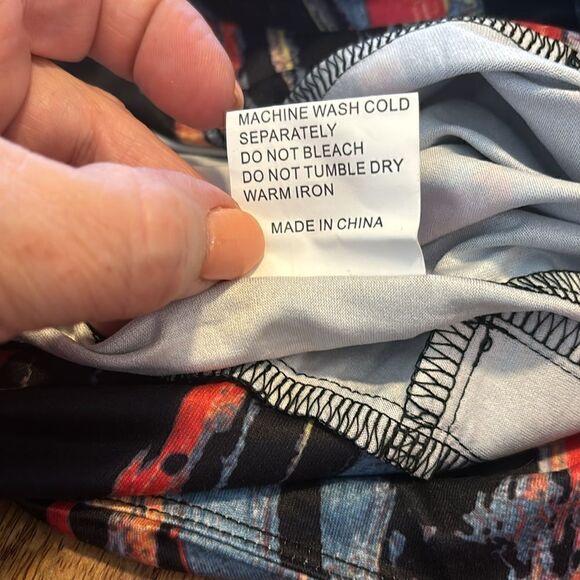 MACHINE WASH COLD
SEPARATELY
DO NOT BLEACH
DO NOT TUMBLE DRY
WARM IRON
MADE IN CHINA